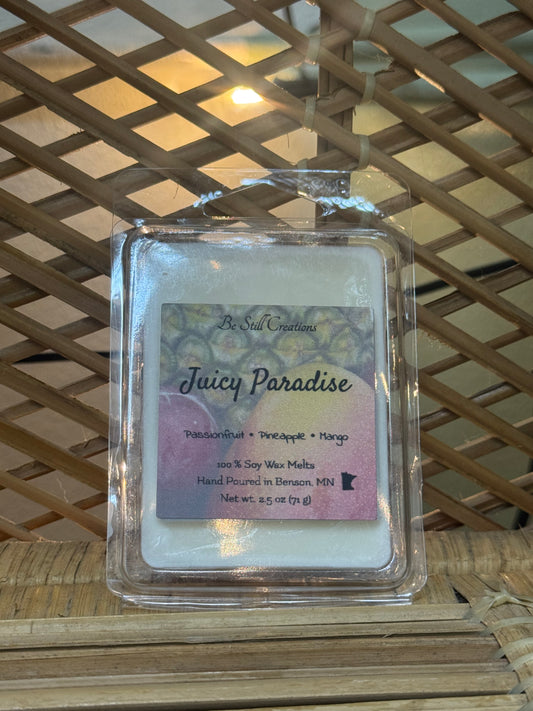 Be Still Creations
Juicy Paradise
Passionfruit • Pineapple • Mango
100 % Soy Wax Melts
Hand Poured in Benson, MN
Net wt. 2.5 oz (71 g)